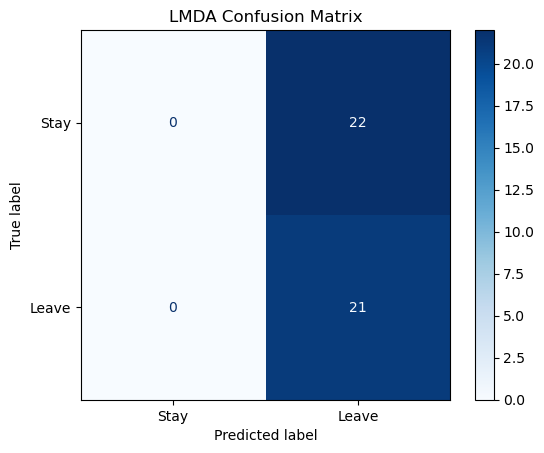 LMDA Confusion Matrix
Stay
0
22
20.0
17.5
15.0
12.5
10.0
7.5
5.0
2.5
0.0
True label
Leave
0
21
Stay
Leave
Predicted label